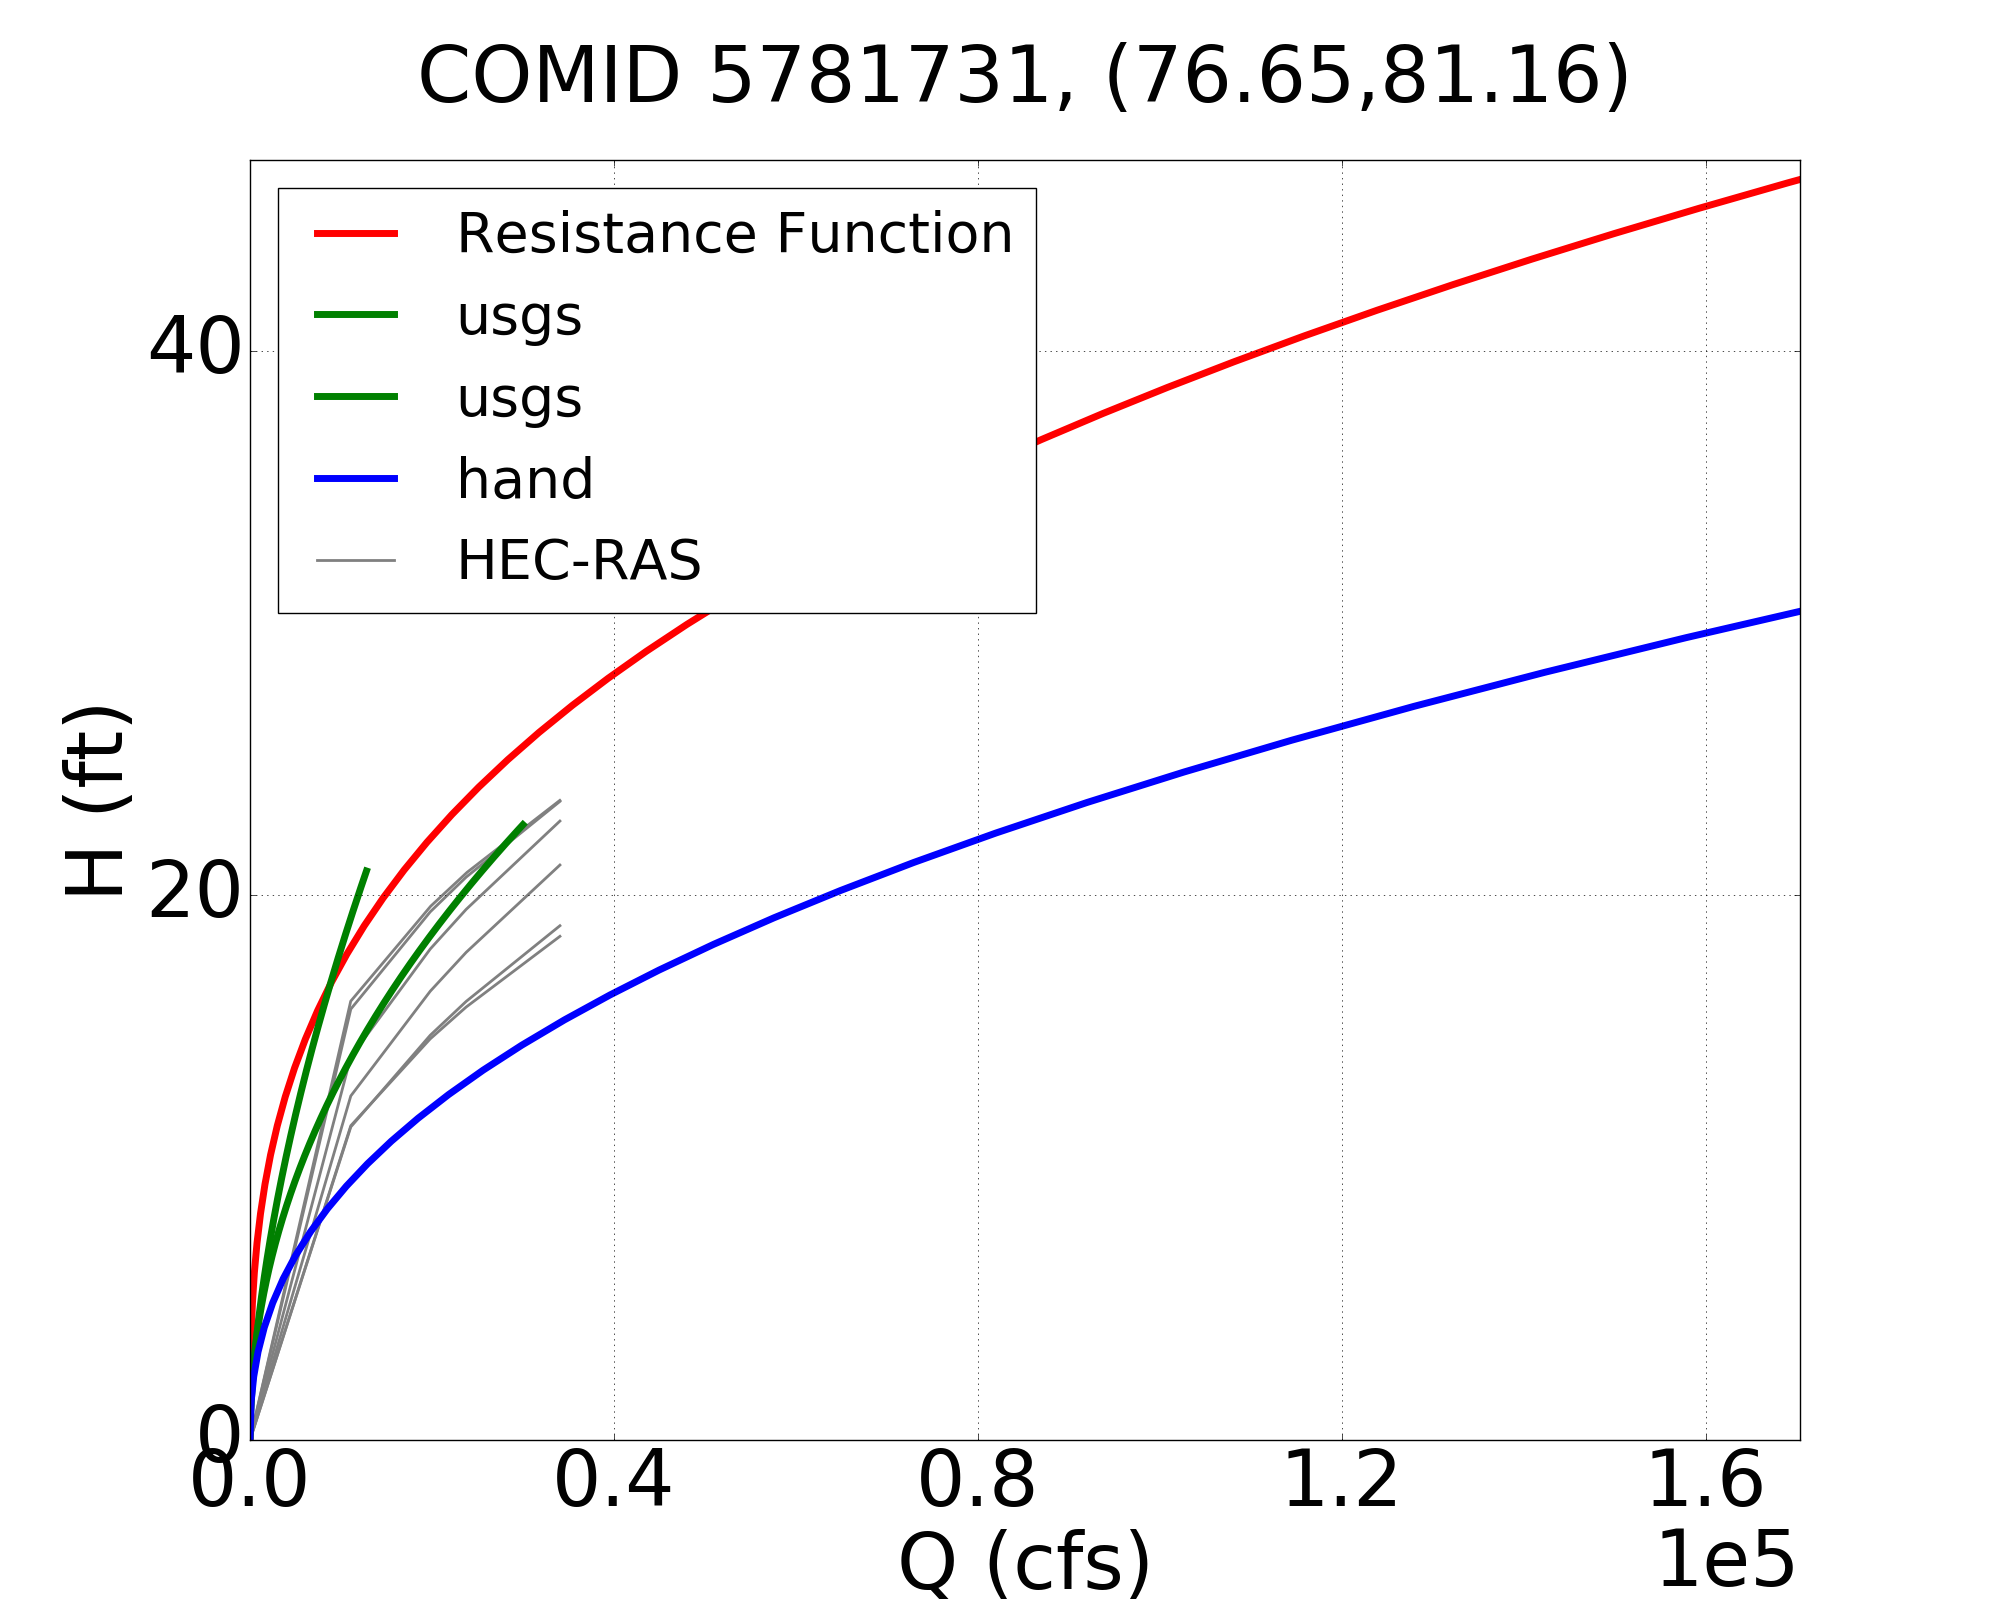 COMID 5781731, (76.65,81.16)
Resistance Function
usgs
usgs
hand
HEC-RAS
40
20
0
H (ft)
0.0 0.4 0.8 1.2 1.6
1e5
Q (cfs)